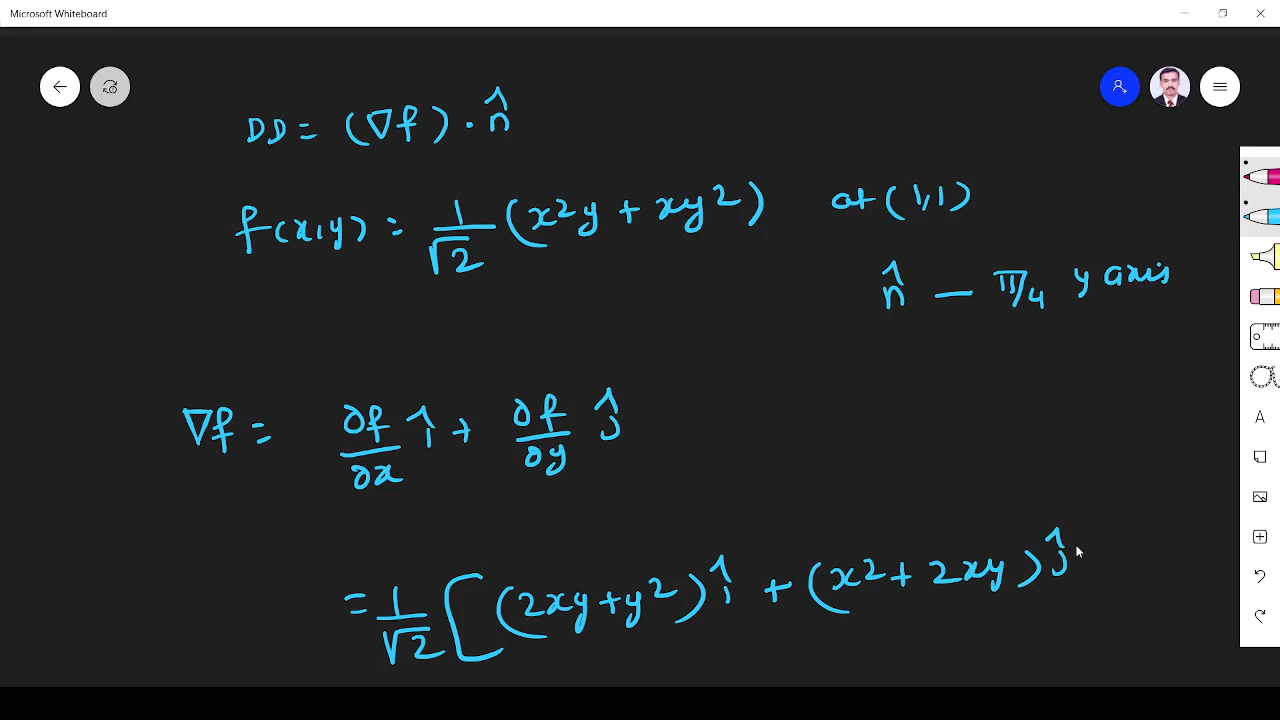 Microsoft Whiteboard
DD = (∇f) · n̂
f(x,y) = 1/√2 (x²y + xy²) at (1,1)
n̂ — π/4 y axis
∇f = ∂f/∂x î + ∂f/∂y ĵ
= 1/√2 [(2xy+y²) î + (x²+2xy) ĵ
A